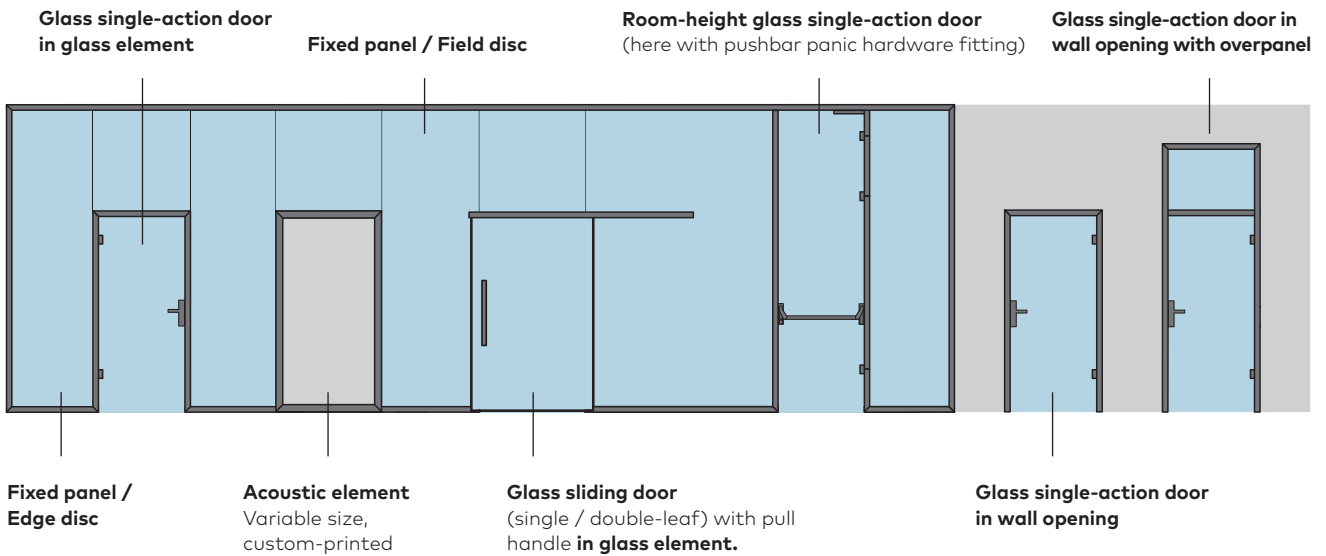 Glass single-action door
in glass element
Fixed panel / Field disc
Room-height glass single-action door
(here with pushbar panic hardware fitting)
Glass single-action door in
wall opening with overpanel
Fixed panel /
Edge disc
Acoustic element
Variable size,
custom-printed
Glass sliding door
(single / double-leaf) with pull
handle in glass element.
Glass single-action door
in wall opening